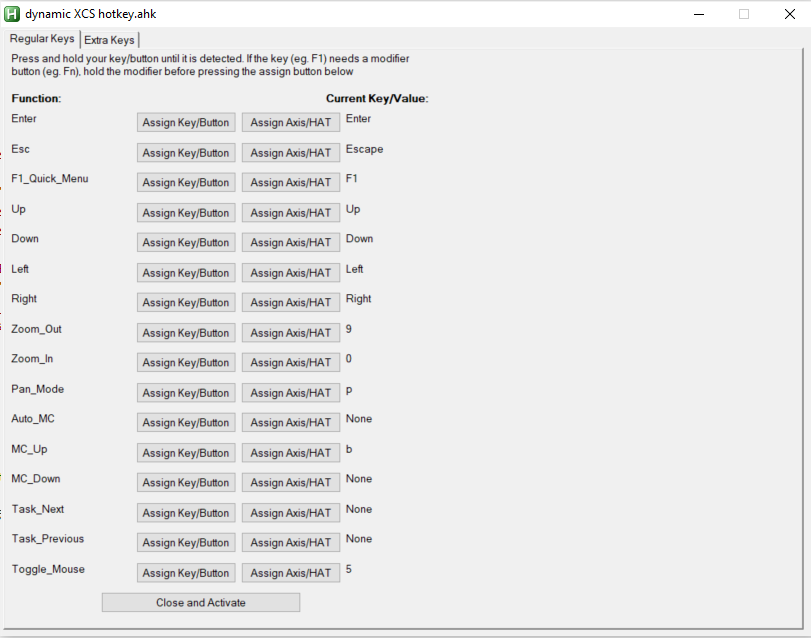 dynamic XCS hotkey.ahk
Regular Keys Extra Keys
Press and hold your key/button until it is detected. If the key (eg. F1) needs a modifier
button (eg. Fn), hold the modifier before pressing the assign button below
Function: Current Key/Value:
Enter Assign Key/Button Assign Axis/HAT Enter
Esc Assign Key/Button Assign Axis/HAT Escape
F1_Quick_Menu Assign Key/Button Assign Axis/HAT F1
Up Assign Key/Button Assign Axis/HAT Up
Down Assign Key/Button Assign Axis/HAT Down
Left Assign Key/Button Assign Axis/HAT Left
Right Assign Key/Button Assign Axis/HAT Right
Zoom_Out Assign Key/Button Assign Axis/HAT 9
Zoom_In Assign Key/Button Assign Axis/HAT 0
Pan_Mode Assign Key/Button Assign Axis/HAT p
Auto_MC Assign Key/Button Assign Axis/HAT None
MC_Up Assign Key/Button Assign Axis/HAT b
MC_Down Assign Key/Button Assign Axis/HAT None
Task_Next Assign Key/Button Assign Axis/HAT None
Task_Previous Assign Key/Button Assign Axis/HAT None
Toggle_Mouse Assign Key/Button Assign Axis/HAT 5
Close and Activate